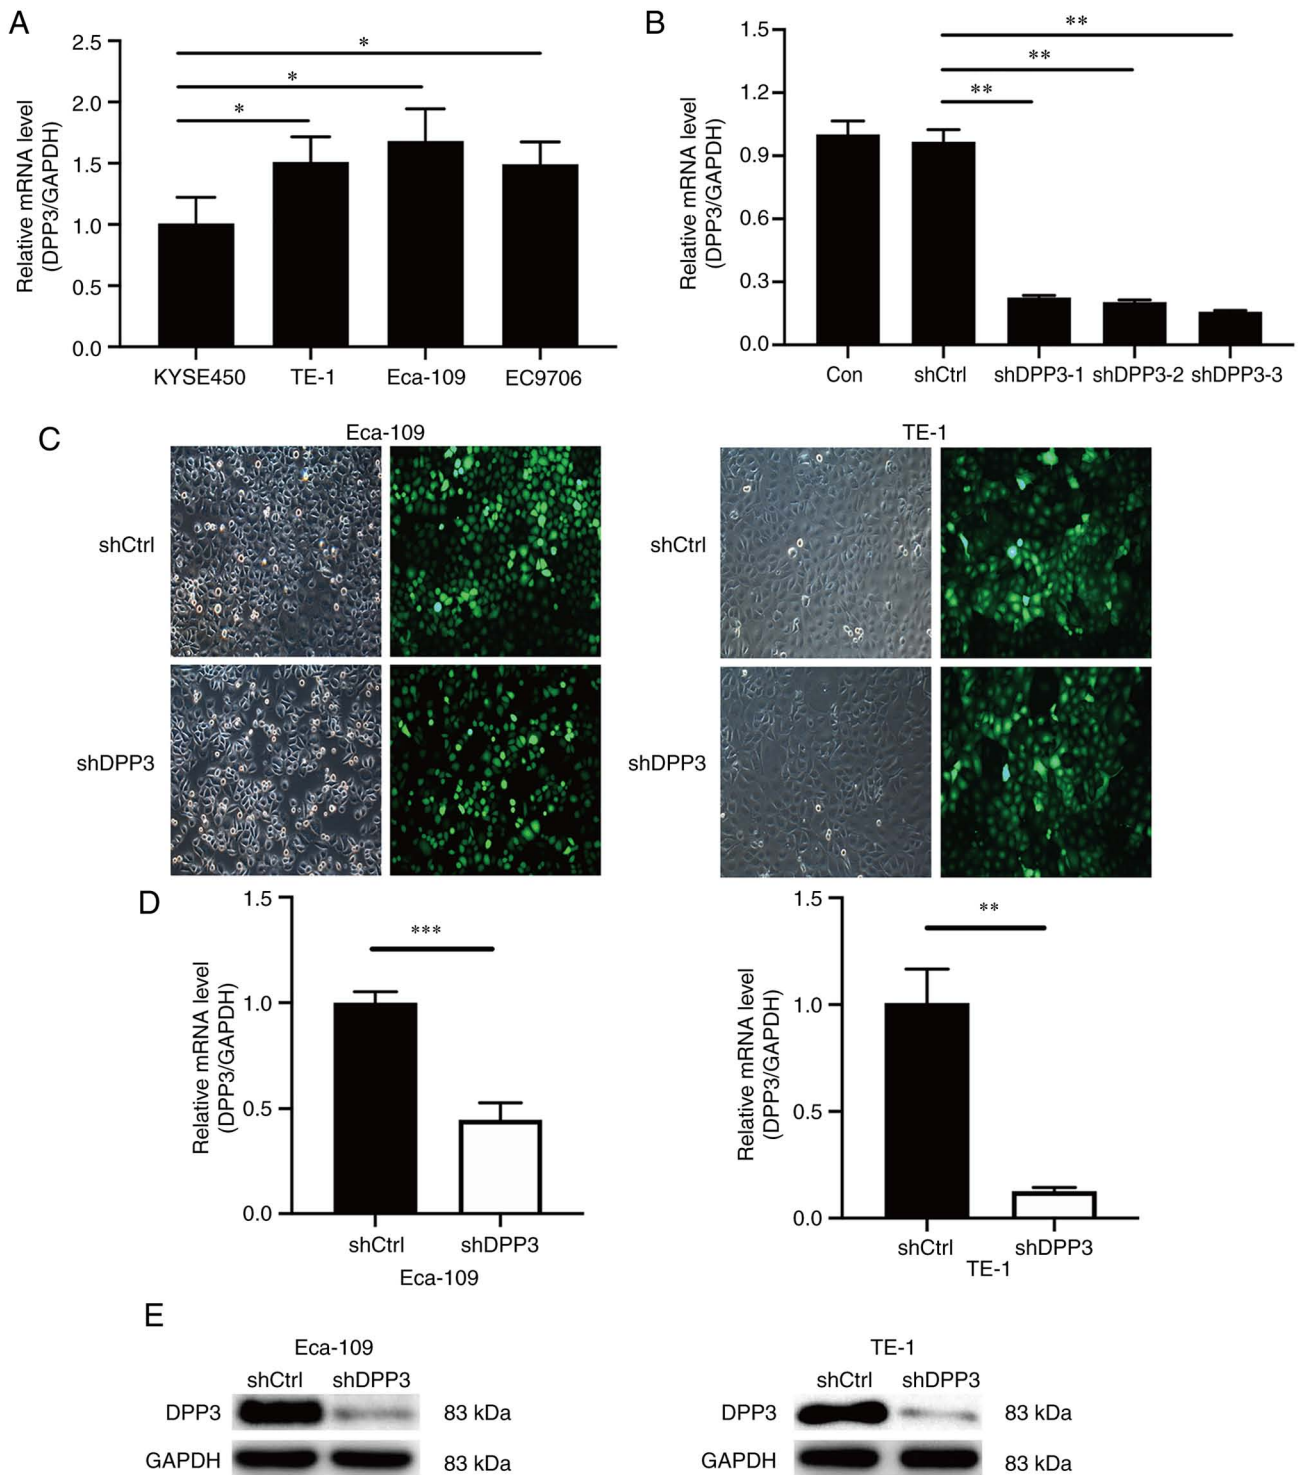 A
Relative mRNA level
(DPP3/GAPDH)
2.5
2.0
1.5
1.0
0.5
0.0
*
*
*
KYSE450 TE-1 Eca-109 EC9706
B
Relative mRNA level
(DPP3/GAPDH)
1.5
1.2
0.9
0.6
0.3
0.0
**
**
**
Con shCtrl shDPP3-1 shDPP3-2 shDPP3-3
C
Eca-109 TE-1
shCtrl shCtrl
shDPP3 shDPP3
D
Relative mRNA level
(DPP3/GAPDH)
1.5
1.0
0.5
0.0
***
shCtrl shDPP3
Eca-109
Relative mRNA level
(DPP3/GAPDH)
1.5
1.0
0.5
0.0
**
shCtrl shDPP3
TE-1
E
Eca-109
shCtrl shDPP3
DPP3 83 kDa
GAPDH 83 kDa
TE-1
shCtrl shDPP3
DPP3 83 kDa
GAPDH 83 kDa